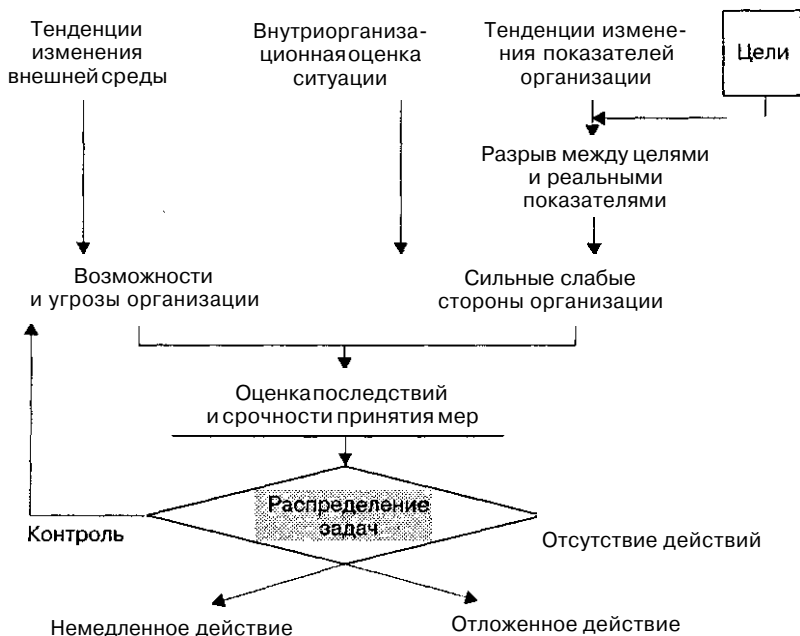 Тенденции
изменения
внешней среды
Внутриорганиза-
ционная оценка
ситуации
Тенденции измене-
ния показателей
организации
Цели
Разрыв между целями
и реальными
показателями
Возможности
и угрозы организации
Сильные слабые
стороны организации
Оценка последствий
и срочности принятия мер
Распределение
задач
Контроль
Отсутствие действий
Немедленное действие
Отложенное действие